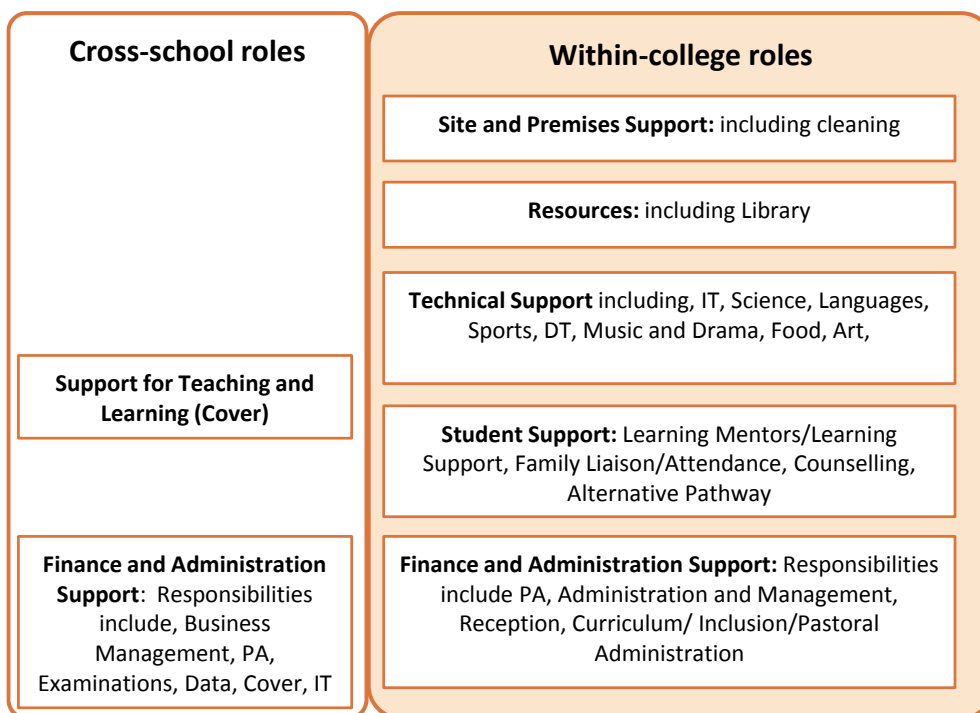 Cross-school roles
Support for Teaching and
Learning (Cover)
Finance and Administration
Support:  Responsibilities
include, Business
Management, PA,
Examinations, Data, Cover, IT
Within-college roles
Site and Premises Support: including cleaning
Resources: including Library
Technical Support including, IT, Science, Languages,
Sports, DT, Music and Drama, Food, Art,
Student Support: Learning Mentors/Learning
Support, Family Liaison/Attendance, Counselling,
Alternative Pathway
Finance and Administration Support: Responsibilities
include PA, Administration and Management,
Reception, Curriculum/ Inclusion/Pastoral
Administration